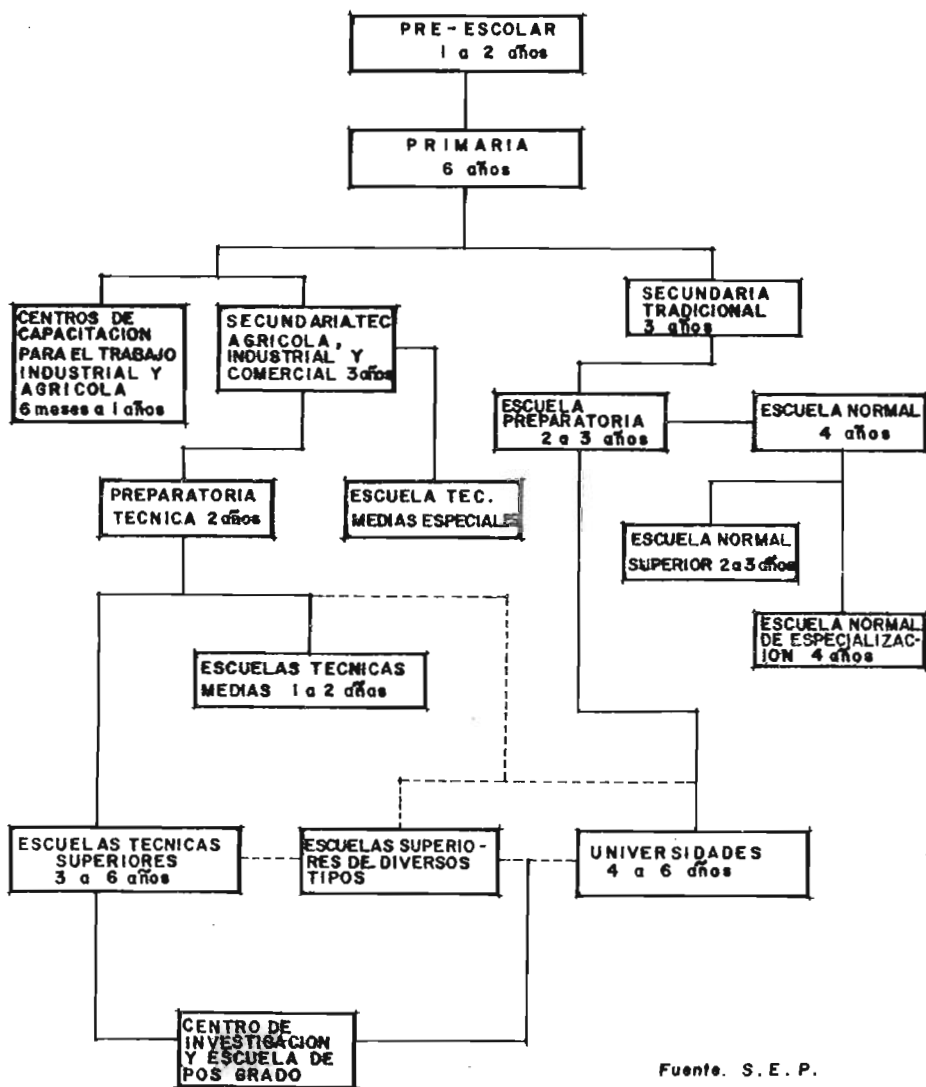 PRE-ESCOLAR
1 a 2 años
PRIMARIA
6 años
CENTROS DE
CAPACITACION
PARA EL TRABAJO
INDUSTRIAL Y
AGRICOLA
6 meses a 1 años
SECUNDARIA.TEC
AGRICOLA,
INDUSTRIAL Y
COMERCIAL 3 años
SECUNDARIA
TRADICIONAL
3 años
ESCUELA
PREPARATORIA
2 a 3 años
ESCUELA NORMAL
4 años
PREPARATORIA
TECNICA 2 años
ESCUELA TEC.
MEDIAS ESPECIALES
ESCUELA NORMAL
SUPERIOR 2 a 3 años
ESCUELA NORMAL
DE ESPECIALIZAC-
ION 4 años
ESCUELAS TECNICAS
MEDIAS 1 a 2 añas
ESCUELAS TECNICAS
SUPERIORES
3 a 6 años
ESCUELAS SUPERIO-
RES DE DIVERSOS
TIPOS
UNIVERSIDADES
4 a 6 años
CENTRO DE
INVESTIGACION
Y ESCUELA DE
POS GRADO
Fuente. S.E.P.